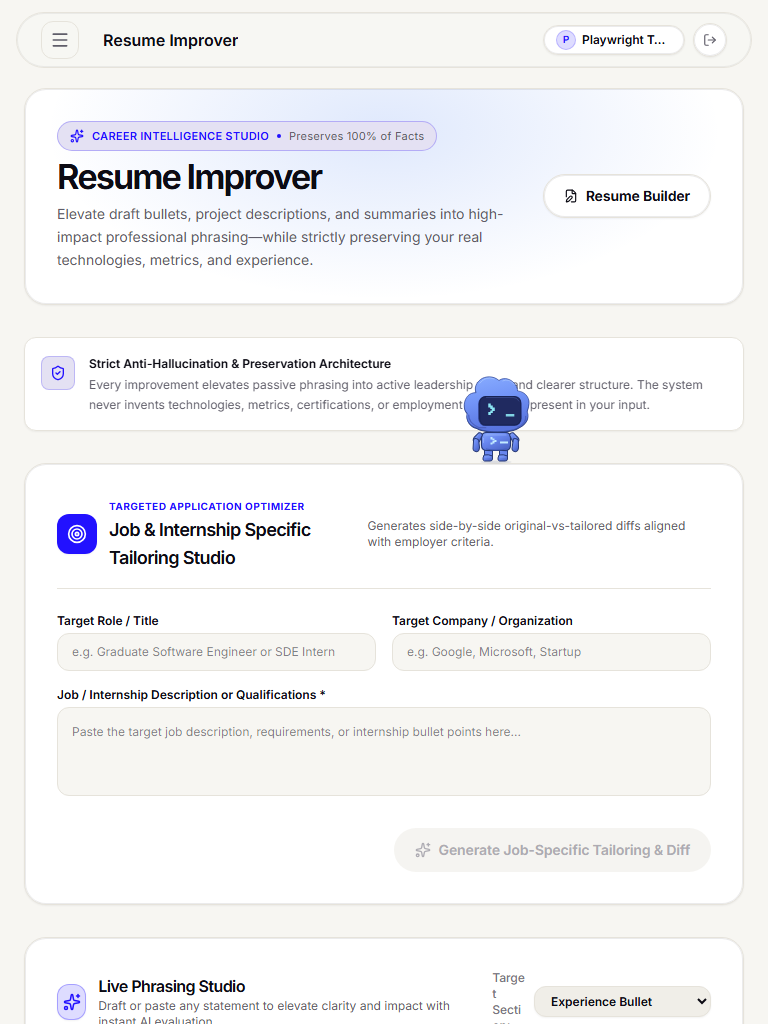 Resume Improver
P Playwright T...
CAREER INTELLIGENCE STUDIO • Preserves 100% of Facts
Resume Improver
Elevate draft bullets, project descriptions, and summaries into high-
impact professional phrasing—while strictly preserving your real
technologies, metrics, and experience.
Resume Builder
Strict Anti-Hallucination & Preservation Architecture
Every improvement elevates passive phrasing into active leadership and clearer structure. The system
never invents technologies, metrics, certifications, or employment present in your input.
TARGETED APPLICATION OPTIMIZER
Job & Internship Specific
Tailoring Studio
Generates side-by-side original-vs-tailored diffs aligned
with employer criteria.
Target Role / Title
Target Company / Organization
e.g. Graduate Software Engineer or SDE Intern
e.g. Google, Microsoft, Startup
Job / Internship Description or Qualifications *
Paste the target job description, requirements, or internship bullet points here...
Generate Job-Specific Tailoring & Diff
Live Phrasing Studio
Draft or paste any statement to elevate clarity and impact with
instant AI evaluation
Targe
t
Secti
Experience Bullet